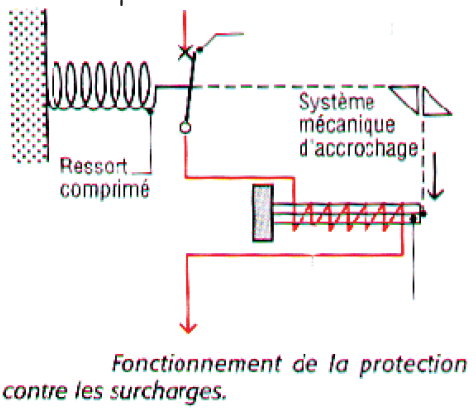 Système
mécanique
d'accrochage
Ressort
comprimé
Fonctionnement de la protection
contre les surcharges.